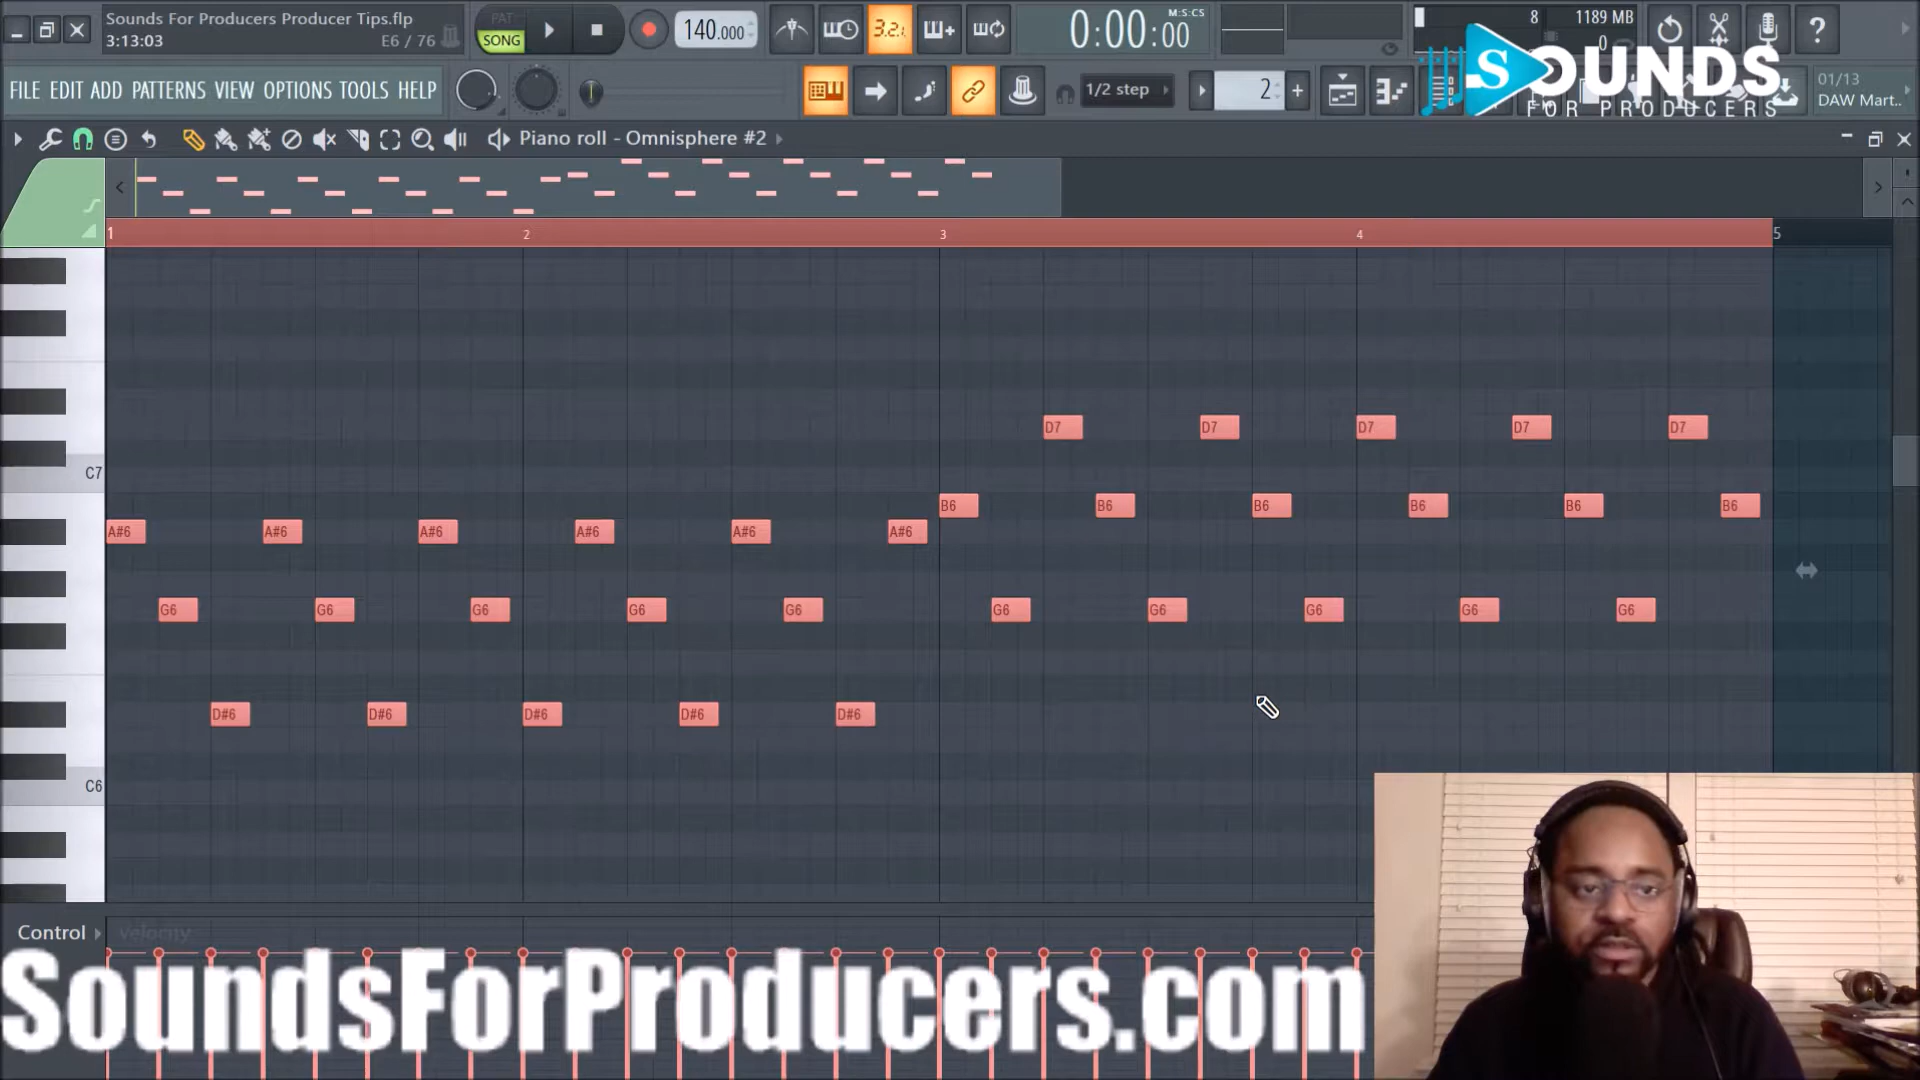 Sounds For Producers Producer Tips.flp
3:13:03
E6 / 76
PAT
SONG
140.000
3.2.
0:00:00
M:S:CS
8
1189 MB
0
SOUNDS
FOR PRODUCERS
FILE EDIT ADD PATTERNS VIEW OPTIONS TOOLS HELP
1/2 step
2
01/13
DAW Mart..
Piano roll - Omnisphere #2
1 2 3 4 5
D7 D7 D7 D7 D7
C7
B6 B6 B6 B6 B6 B6
A#6 A#6 A#6 A#6 A#6 A#6
G6 G6 G6 G6 G6 G6 G6 G6 G6 G6
D#6 D#6 D#6 D#6 D#6
C6
Control
Velocity
SoundsForProducers.com